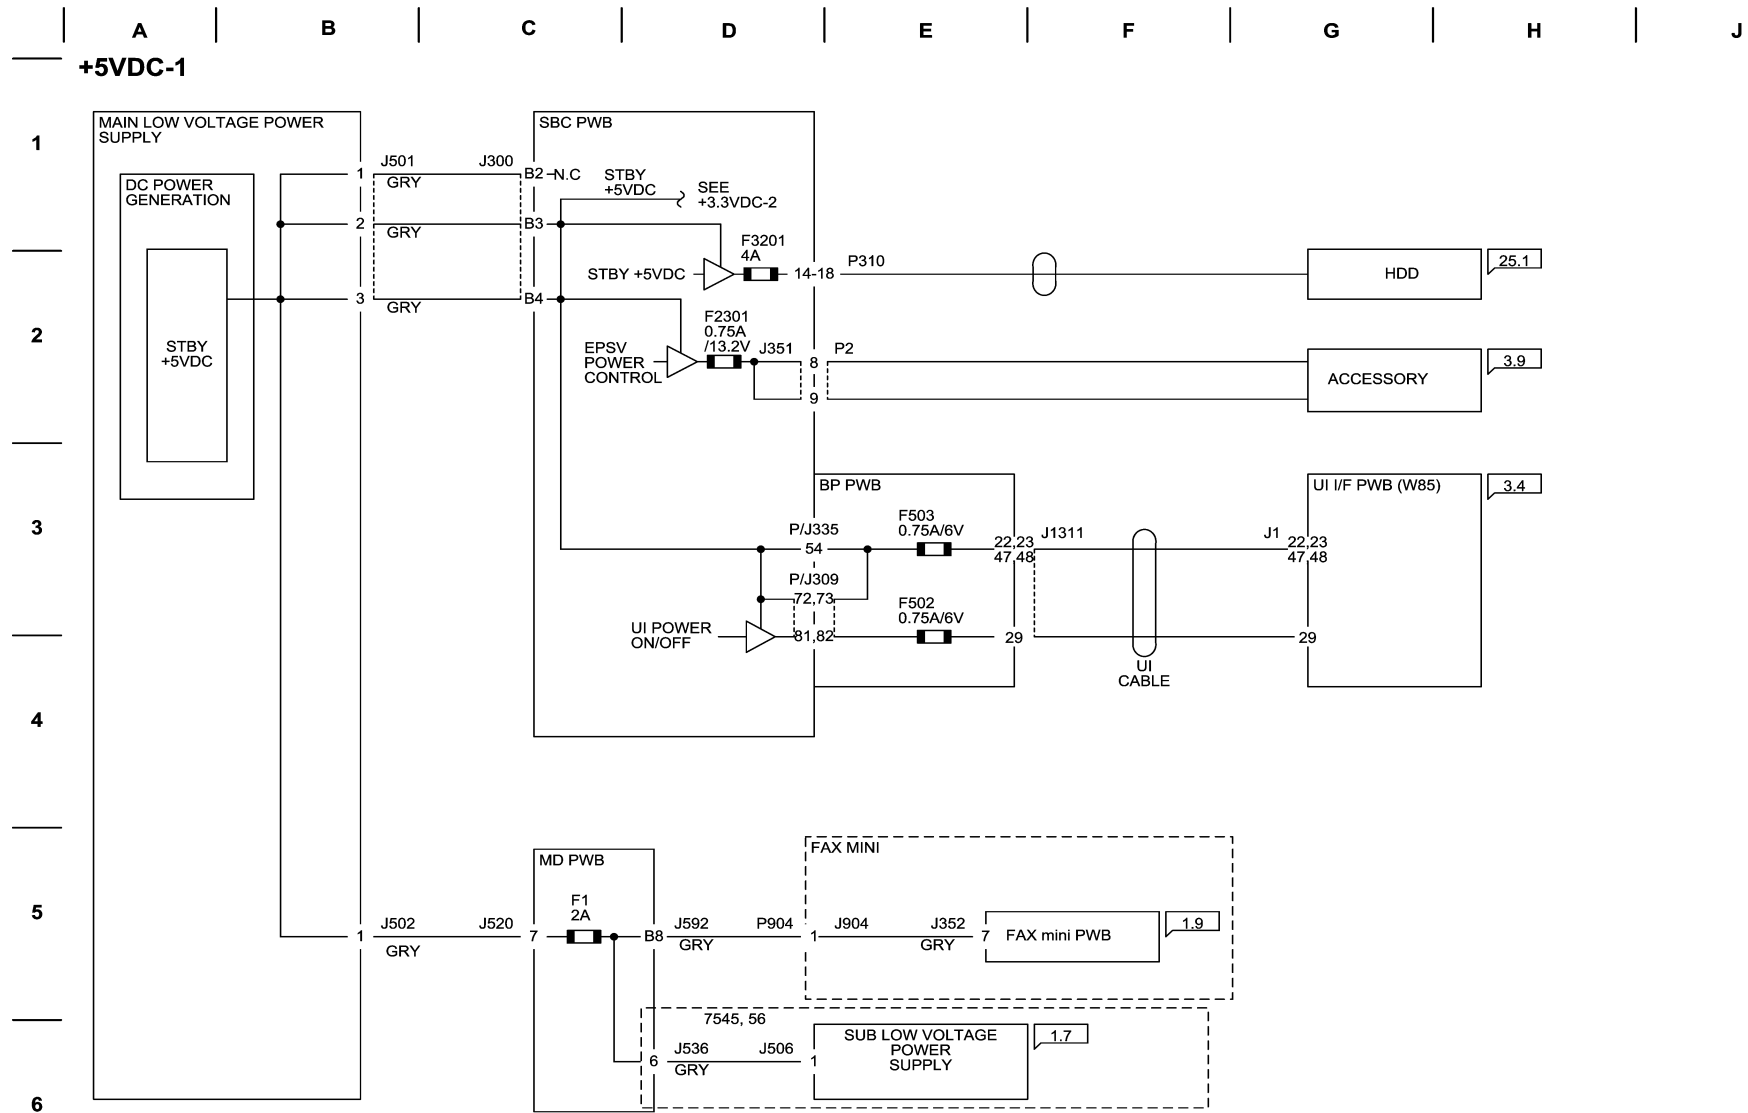 A B C D E F G H J
+5VDC-1
1
MAIN LOW VOLTAGE POWER
SUPPLY
SBC PWB
DC POWER
GENERATION
1
J501
GRY
J300
B2
N.C
STBY
+5VDC
SEE
+3.3VDC-2
2
GRY
B3
STBY
+5VDC
3
GRY
B4
STBY +5VDC
F3201
4A
14-18
P310
HDD
25.1
2
EPSV
POWER
CONTROL
F2301
0.75A
/13.2V
J351
8
9
P2
ACCESSORY
3.9
3
BP PWB
P/J335
54
F503
0.75A/6V
22,23
47,48
J1311
J1
22,23
47,48
UI I/F PWB (W85)
3.4
P/J309
72,73
UI POWER
ON/OFF
81,82
F502
0.75A/6V
29
29
UI
CABLE
4
5
1
J502
GRY
J520
7
MD PWB
F1
2A
B8
J592
GRY
P904
1
FAX MINI
J904
J352
GRY
7
FAX mini PWB
1.9
6
7545, 56
6
J536
GRY
J506
1
SUB LOW VOLTAGE
POWER
SUPPLY
1.7